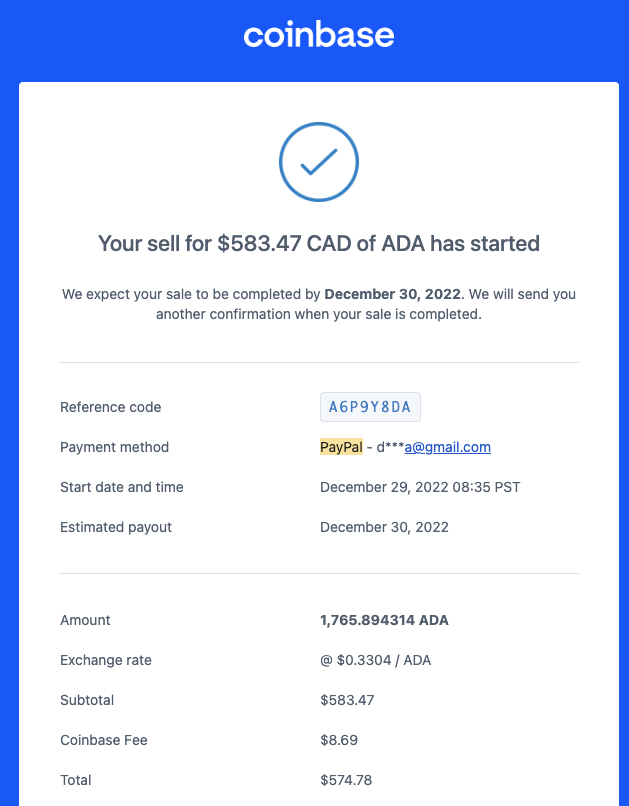 coinbase
Your sell for $583.47 CAD of ADA has started
We expect your sale to be completed by December 30, 2022. We will send you
another confirmation when your sale is completed.
Reference code A6P9Y8DA
Payment method PayPal - d***a@gmail.com
Start date and time December 29, 2022 08:35 PST
Estimated payout December 30, 2022
Amount 1,765.894314 ADA
Exchange rate @ $0.3304 / ADA
Subtotal $583.47
Coinbase Fee $8.69
Total $574.78